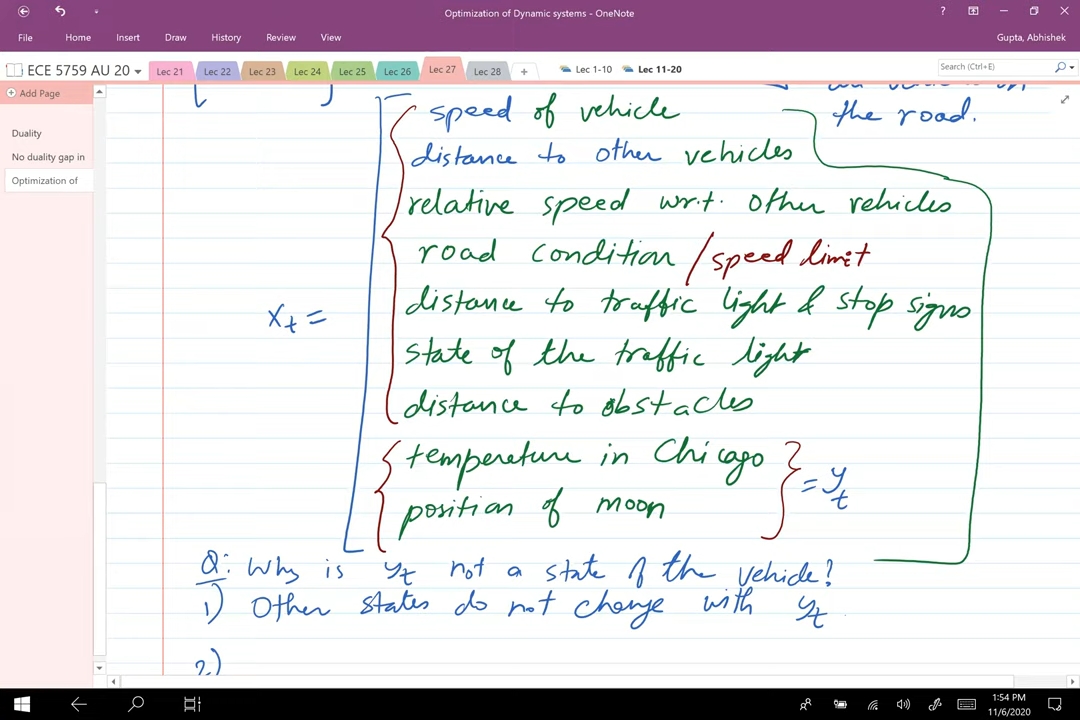 Optimization of Dynamic systems - OneNote
?
File Home Insert Draw History Review View
Gupta, Abhishek
ECE 5759 AU 20
Lec 21 Lec 22 Lec 23 Lec 24 Lec 25 Lec 26 Lec 27 Lec 28 + Lec 1-10 Lec 11-20
Search (Ctrl+E)
Add Page
Duality
No duality gap in
Optimization of
the road.
speed of vehicle
distance to other vehicles
relative speed w.r.t. other vehicles
road condition / speed limit
distance to traffic light & stop signs
x_t =
state of the traffic light
distance to obstacles
temperature in Chicago
position of moon
= y_t
Q: Why is y_t not a state of the vehicle?
1) Other states do not change with y_t
2)
1:54 PM
11/6/2020